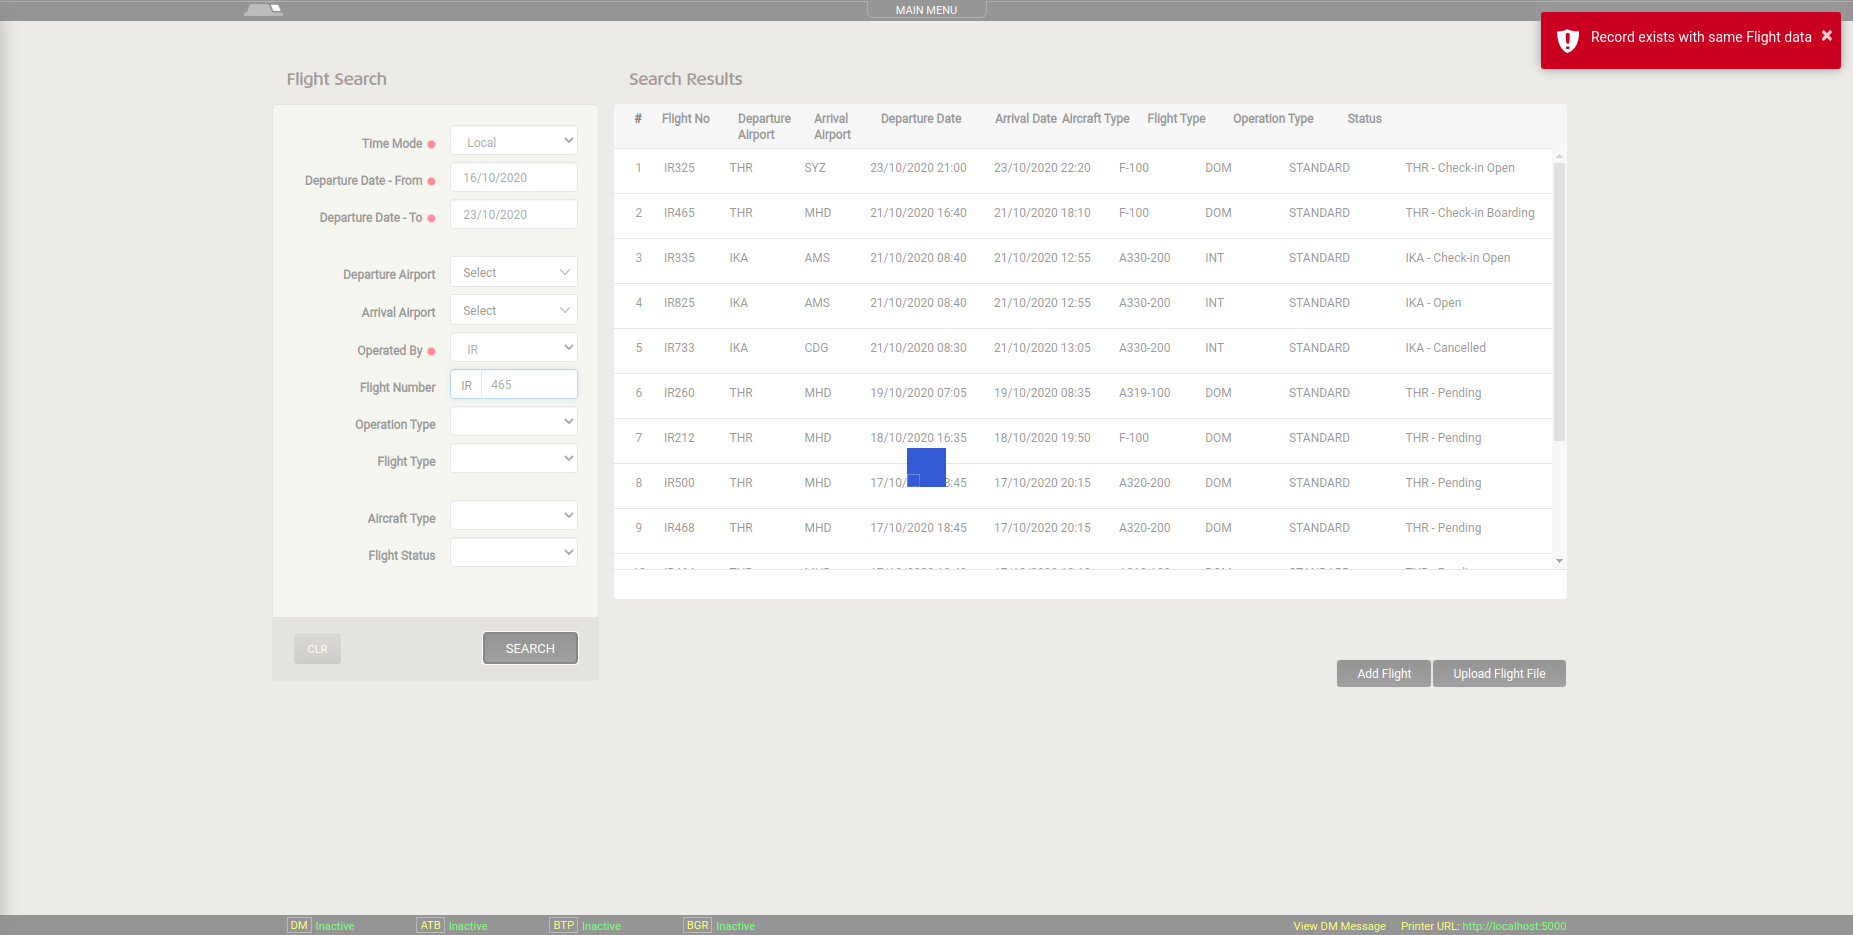 MAIN MENU
Record exists with same Flight data ×
Flight Search
Time Mode
Local
Departure Date - From
16/10/2020
Departure Date - To
23/10/2020
Departure Airport
Select
Arrival Airport
Select
Operated By
IR
Flight Number
IR 465
Operation Type
Flight Type
Aircraft Type
Flight Status
CLR
SEARCH
Search Results
# Flight No Departure Airport Arrival Airport Departure Date Arrival Date Aircraft Type Flight Type Operation Type Status
1 IR325 THR SYZ 23/10/2020 21:00 23/10/2020 22:20 F-100 DOM STANDARD THR - Check-in Open
2 IR465 THR MHD 21/10/2020 16:40 21/10/2020 18:10 F-100 DOM STANDARD THR - Check-in Boarding
3 IR335 IKA AMS 21/10/2020 08:40 21/10/2020 12:55 A330-200 INT STANDARD IKA - Check-in Open
4 IR825 IKA AMS 21/10/2020 08:40 21/10/2020 12:55 A330-200 INT STANDARD IKA - Open
5 IR733 IKA CDG 21/10/2020 08:30 21/10/2020 13:05 A330-200 INT STANDARD IKA - Cancelled
6 IR260 THR MHD 19/10/2020 07:05 19/10/2020 08:35 A319-100 DOM STANDARD THR - Pending
7 IR212 THR MHD 18/10/2020 16:35 18/10/2020 19:50 F-100 DOM STANDARD THR - Pending
8 IR500 THR MHD 17/10/ :45 17/10/2020 20:15 A320-200 DOM STANDARD THR - Pending
9 IR468 THR MHD 17/10/2020 18:45 17/10/2020 20:15 A320-200 DOM STANDARD THR - Pending
Add Flight
Upload Flight File
DM Inactive
ATB Inactive
BTP Inactive
BGR Inactive
View DM Message
Printer URL: http://localhost:5000